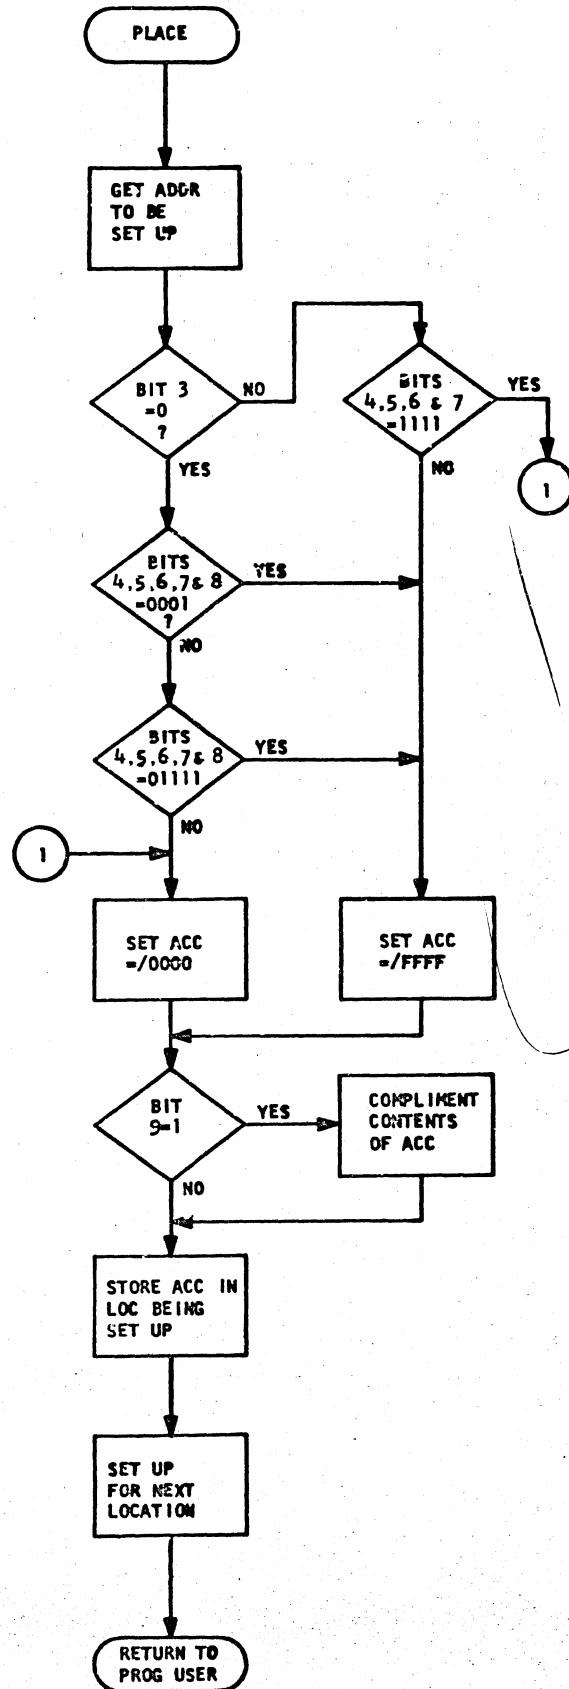 PLACE
GET ADDR
TO BE
SET UP
BIT 3
=0
?
NO
YES
BITS
4,5,6 & 7
=1111
YES
1
NO
BITS
4,5,6,7& 8
=0001
?
YES
NO
BITS
4,5,6,7& 8
=01111
YES
NO
1
SET ACC
=/0000
SET ACC
=/FFFF
BIT
9=1
YES
COMPLIMENT
CONTENTS
OF ACC
NO
STORE ACC IN
LOC BEING
SET UP
SET UP
FOR NEXT
LOCATION
RETURN TO
PROG USER